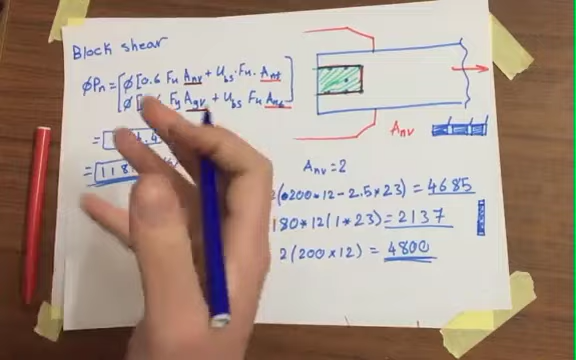 Block shear
ϕPn = [ϕ[0.6 Fu Anv + Ubs · Fu · Ant
ϕ Fy Agv + Ubs Fu Ant]
=
= 118
Anv
Anv = 2
(200·12 - 2.5*23) = 4685
180*12(1*23) = 2137
2(200×12) = 4800